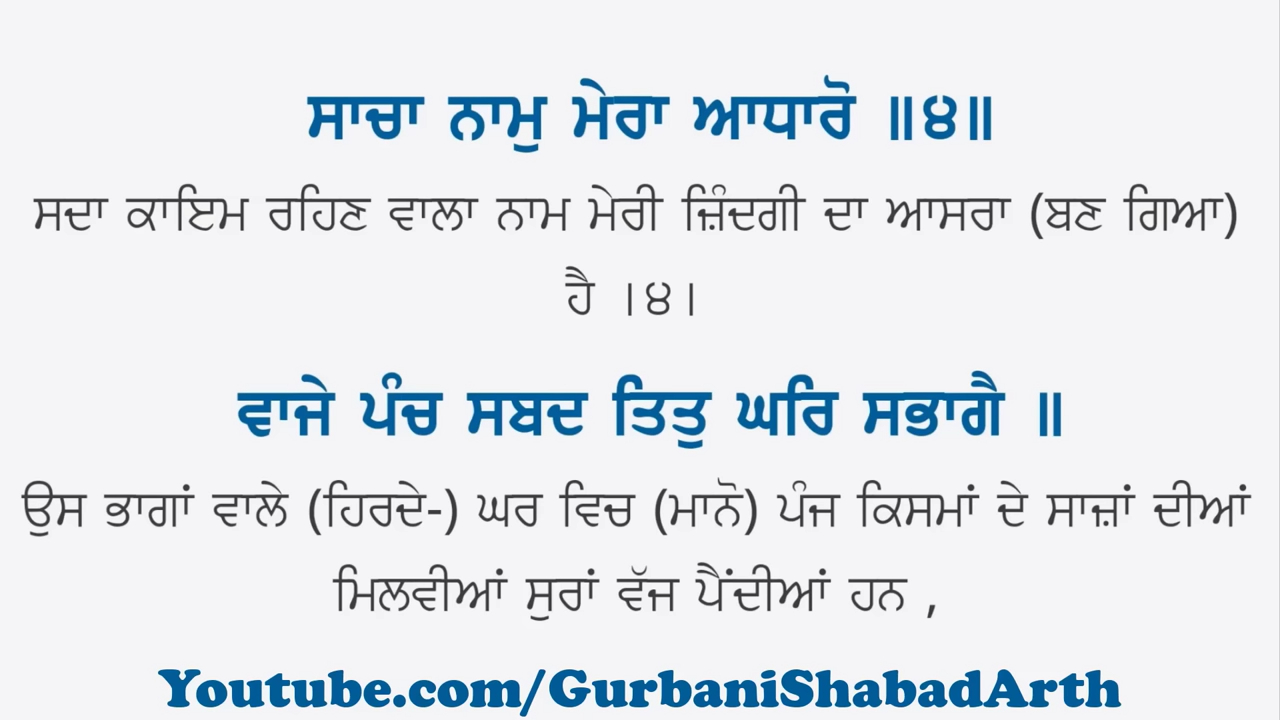 ਸਾਚਾ ਨਾਮੁ ਮੇਰਾ ਆਧਾਰੋ ॥੪॥
ਸਦਾ ਕਾਇਮ ਰਹਿਣ ਵਾਲਾ ਨਾਮ ਮੇਰੀ ਜ਼ਿੰਦਗੀ ਦਾ ਆਸਰਾ (ਬਣ ਗਿਆ)
ਹੈ ।੪।
ਵਾਜੇ ਪੰਚ ਸਬਦ ਤਿਤੁ ਘਰਿ ਸਭਾਗੈ ॥
ਉਸ ਭਾਗਾਂ ਵਾਲੇ (ਹਿਰਦੇ-) ਘਰ ਵਿਚ (ਮਾਨੋ) ਪੰਜ ਕਿਸਮਾਂ ਦੇ ਸਾਜ਼ਾਂ ਦੀਆਂ
ਮਿਲਵੀਆਂ ਸੁਰਾਂ ਵੱਜ ਪੈਂਦੀਆਂ ਹਨ ,
Youtube.com/GurbaniShabadArth